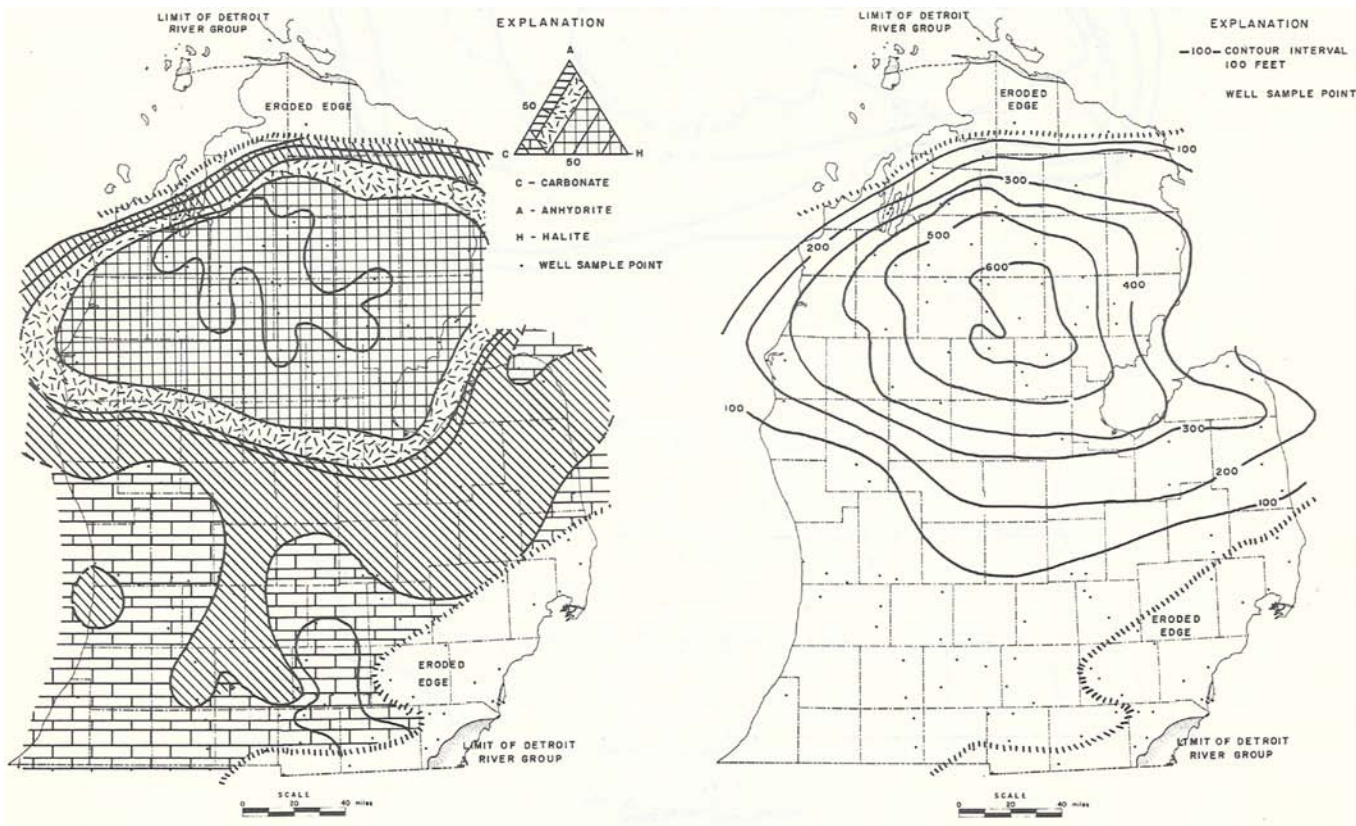 LIMIT OF DETROIT
RIVER GROUP
ERODED EDGE
EXPLANATION
A
50
C
H
50
C – CARBONATE
A – ANHYDRITE
H – HALITE
• WELL SAMPLE POINT
ERODED
EDGE
LIMIT OF DETROIT
RIVER GROUP
SCALE
0 20 40 miles
LIMIT OF DETROIT
RIVER GROUP
EXPLANATION
—100— CONTOUR INTERVAL
100 FEET
WELL SAMPLE POINT
ERODED
EDGE
100
300
200
500
600
400
100
300
200
100
ERODED
EDGE
LIMIT OF DETROIT
RIVER GROUP
SCALE
0 20 40 miles